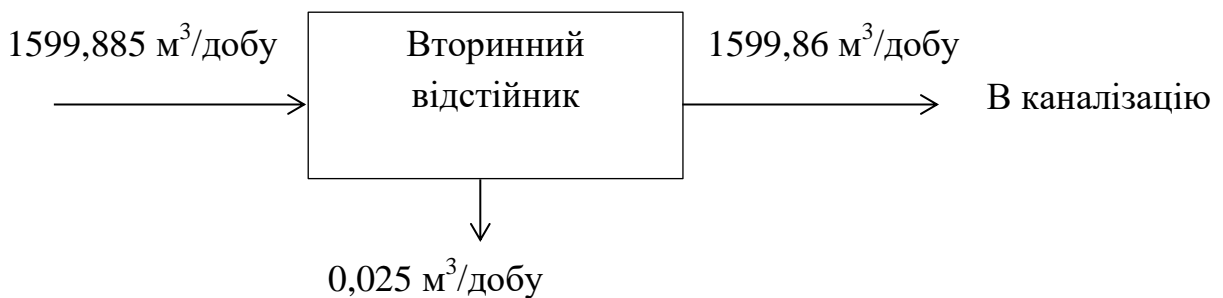 1599,885 м³/добу
Вторинний
відстійник
1599,86 м³/добу
В каналізацію
0,025 м³/добу